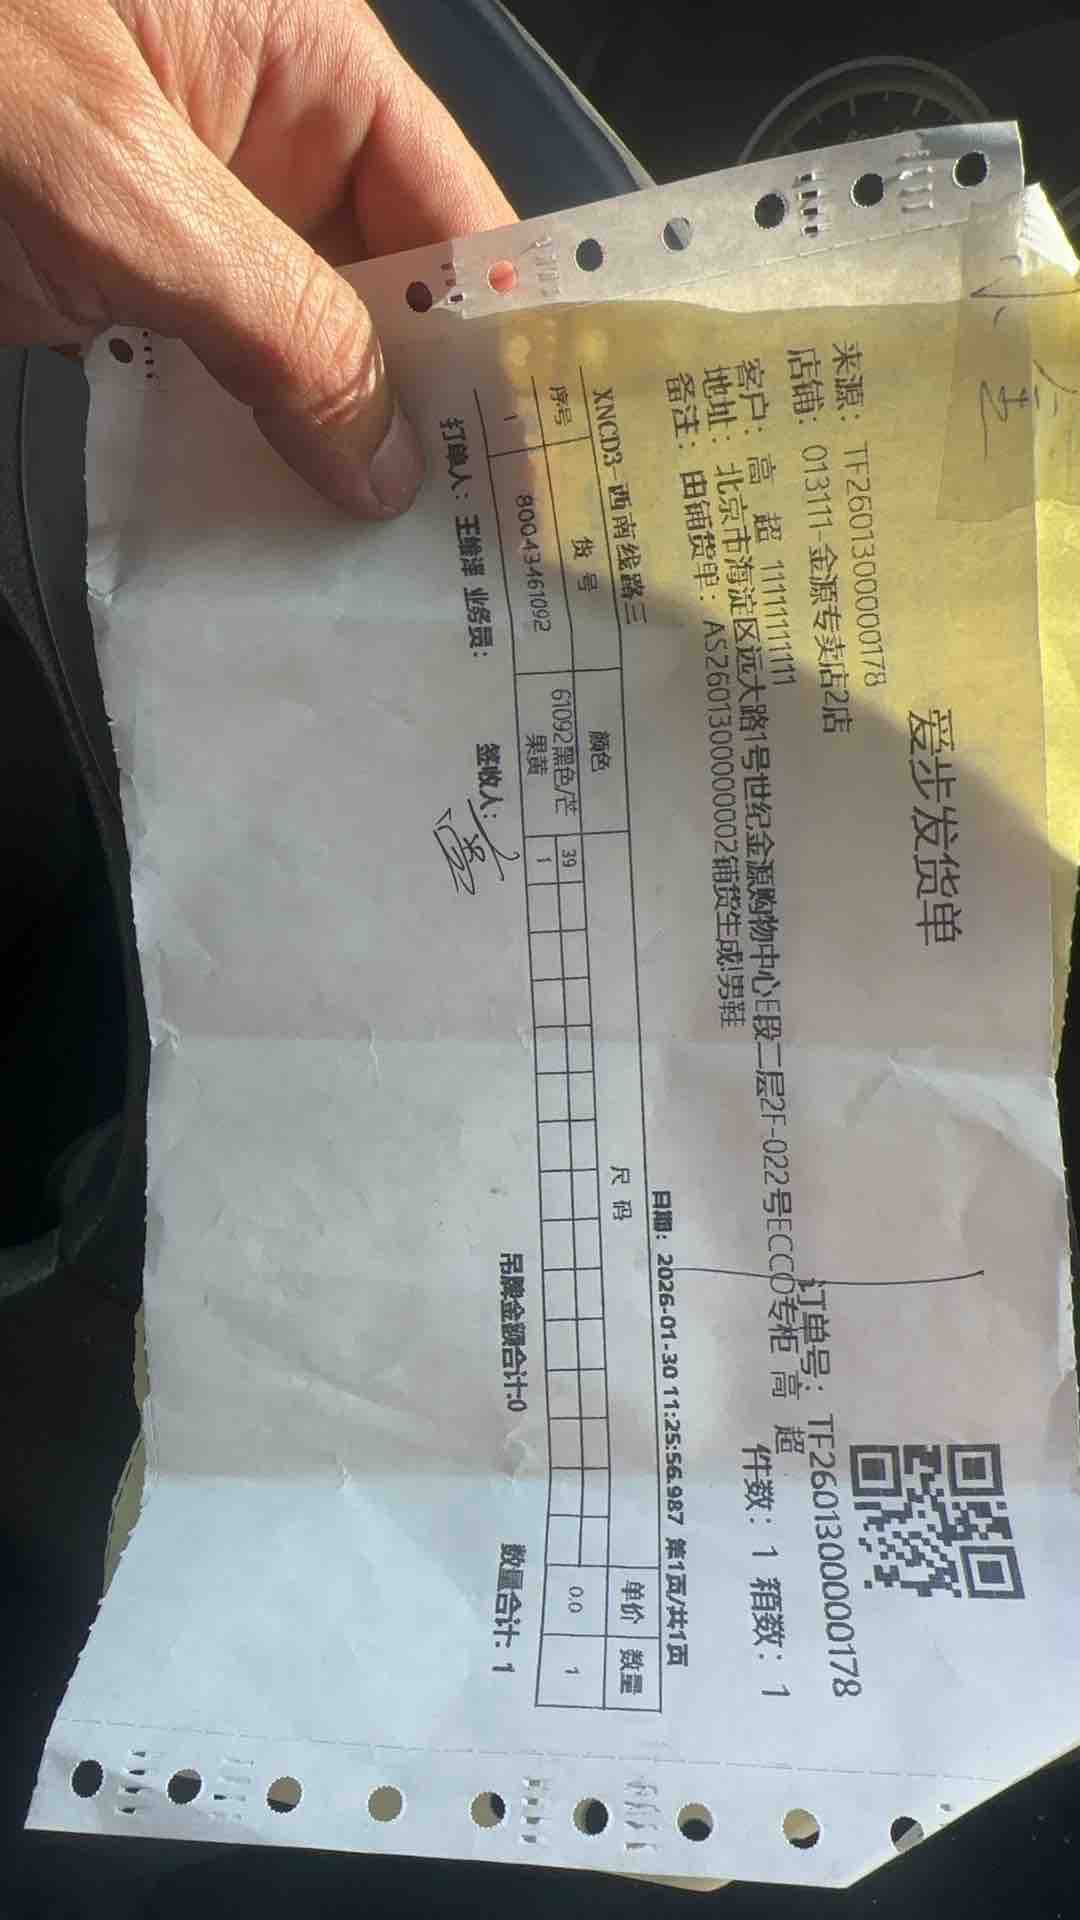 爱步发货单
来源：TF26013000000178 订单号：TF26013000000178
店铺：013111-金源专卖店2店
客户：高 超 11111111111 件数：1 箱数：1
地址：北京市海淀区远大路1号世纪金源购物中心E段二层2F-022号ECCO专柜 高 超
备注：由铺货单：AS26013000000002铺货生成!男鞋
XNCD3-西南线路三 日期：2026-01-30 11:25:56.987 第1页/共1页
序号 货 号 颜色 尺 码 单价 数量
1 80043461092 61092黑色/芒果黄 39 0.0 1
1
打单人：王 泽 业务员： 签收人： 吊牌金额合计:0 数量合计：1